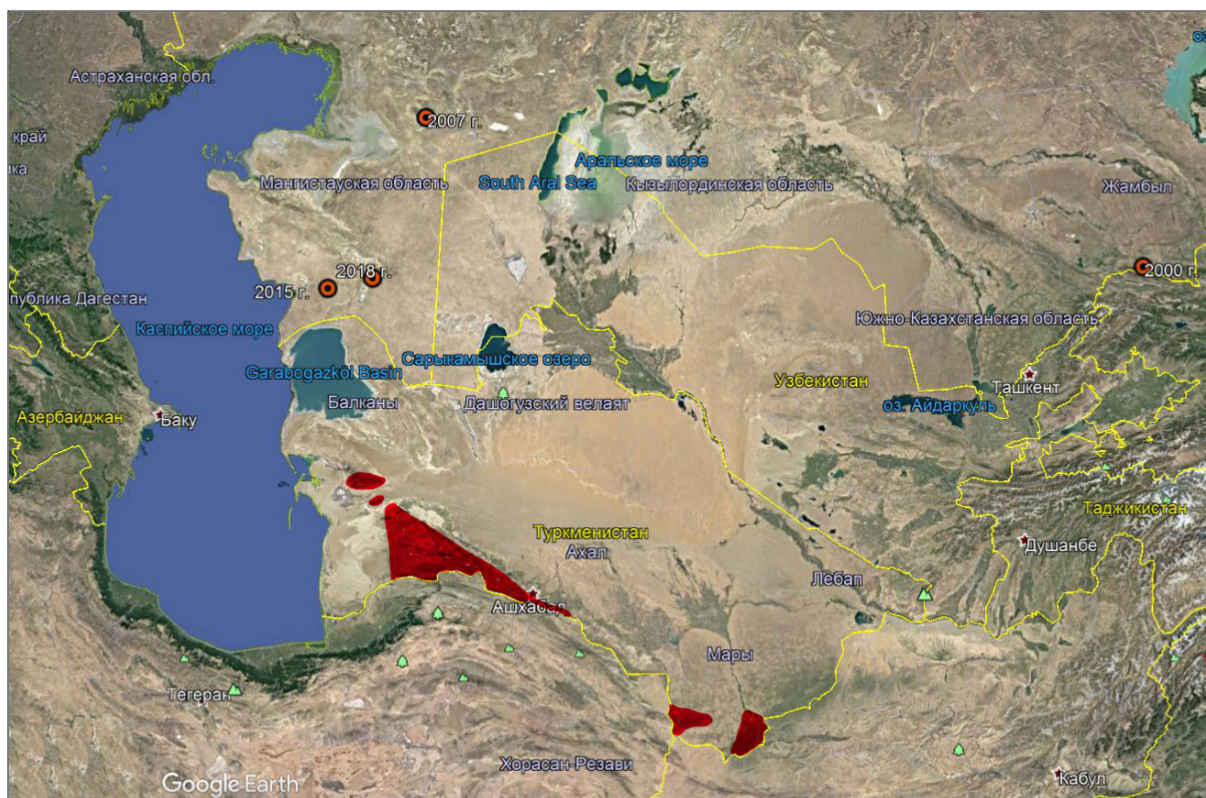 Астраханская обл.
край
2007 г.
Аральское море
South Aral Sea
Мангистауская область
Кызылординская область
Жамбыл
2018 г.
2000 г.
2015 г.
публика Дагестан
Каспийское море
Южно-Казахстанская область
Сарыкамышское озеро
Garabogazköl Basin
Узбекистан
Ташкент
Балканы
Дашогузский велаят
оз. Айдаркуль
Азербайджан
Баку
Таджикистан
Туркменистан
Ахал
Душанбе
Лебап
Ашхабад
Мары
Тегеран
Хорасан-Резави
Кабул
Google Earth